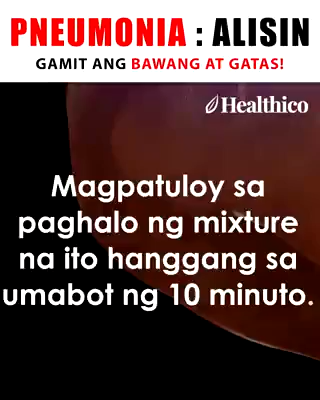 PNEUMONIA : ALISIN
GAMIT ANG BAWANG AT GATAS!
Healthico
Magpatuloy sa
paghalo ng mixture
na ito hanggang sa
umabot ng 10 minuto.